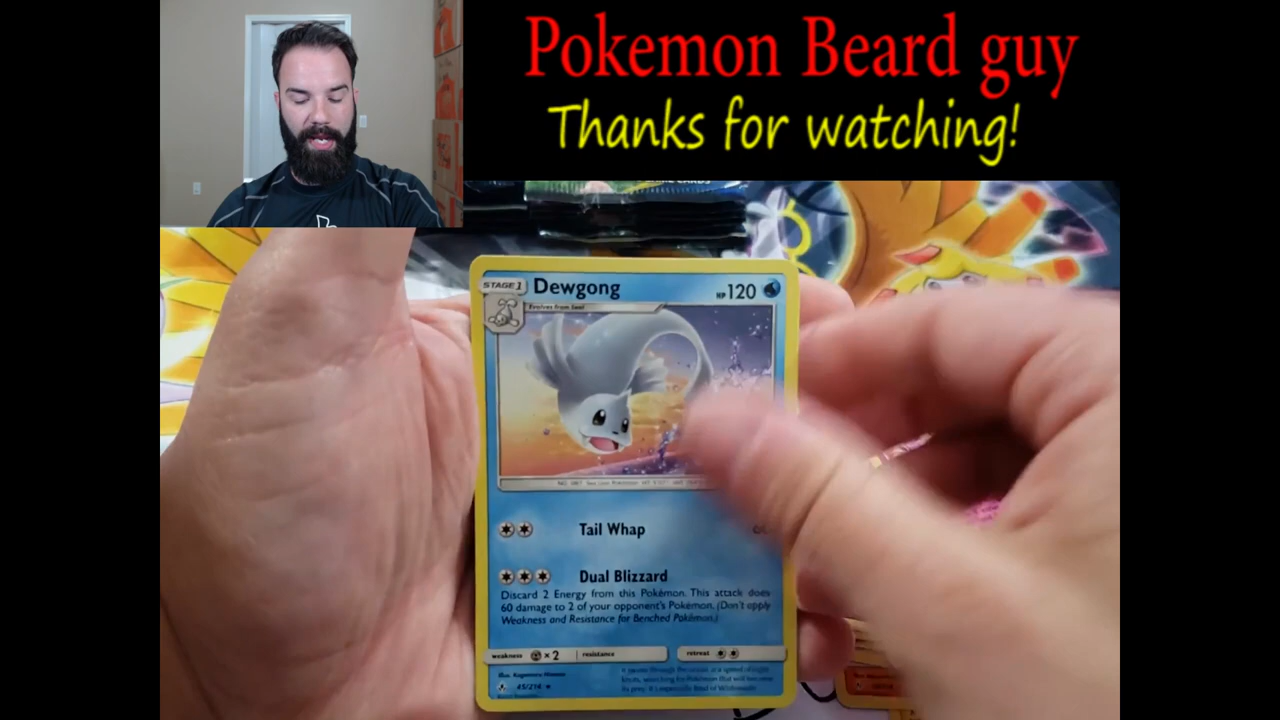 Pokemon Beard guy
Thanks for watching!
STAGE 1 Dewgong HP 120
Evolves from Seel
Tail Whap
Dual Blizzard
Discard 2 Energy from this Pokémon. This attack does
60 damage to 2 of your opponent's Pokémon. (Don't apply
Weakness and Resistance for Benched Pokémon.)
weakness ×2 resistance retreat
45/214